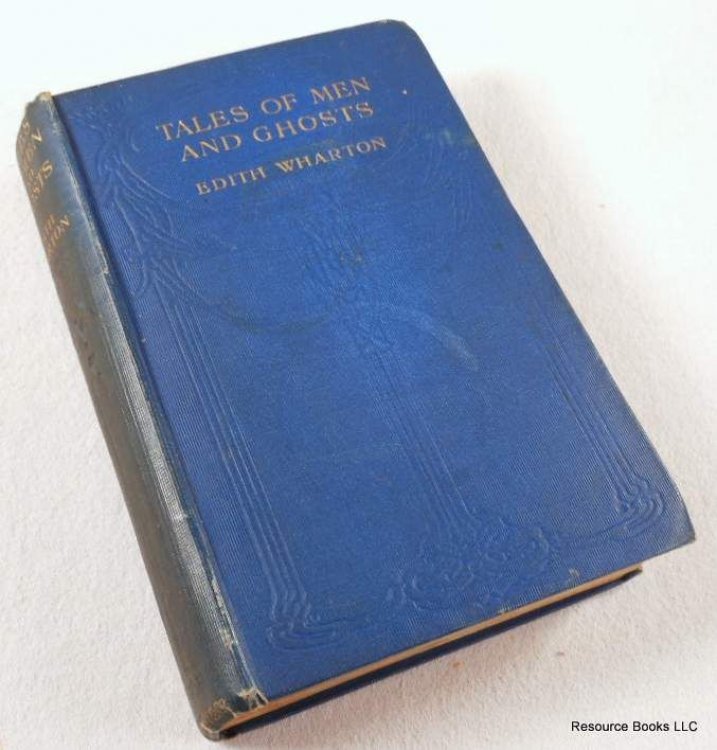 TALES OF MEN
AND GHOSTS
EDITH WHARTON
Resource Books LLC